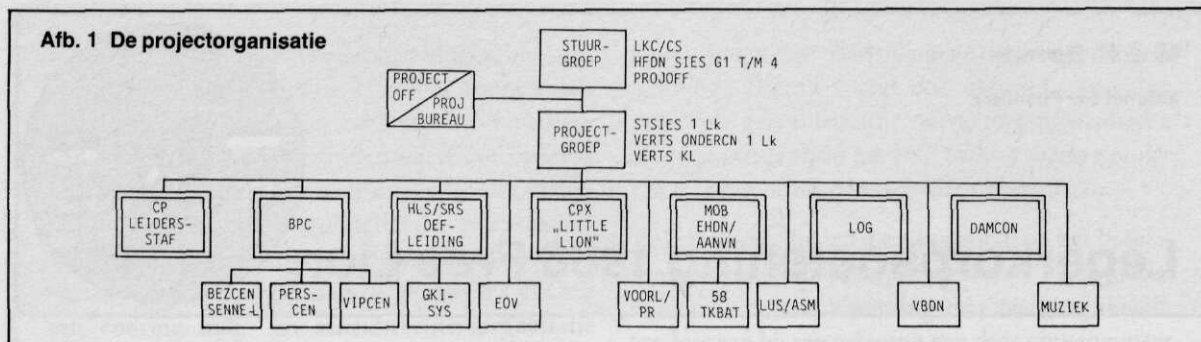 Afb. 1 De projectorganisatie
STUUR-
GROEP
LKC/CS
HFDN SIES G1 T/M 4
PROJOFF
PROJECT
OFF
PROJ
BUREAU
PROJECT-
GROEP
STSIES 1 Lk
VERTS ONDERCN 1 Lk
VERTS KL
CP
LEIDERS-
STAF
BPC
HLS/SRS
OEF-
LEIDING
CPX
„LITTLE
LION"
MOB
EHDN/
AANVN
LOG
DAMCON
BEZCEN
SENNE-L
PERS-
CEN
VIPCEN
GKI-
SYS
EOV
VOORL/
PR
58
TKBAT
LUS/ASM
VBDN
MUZIEK